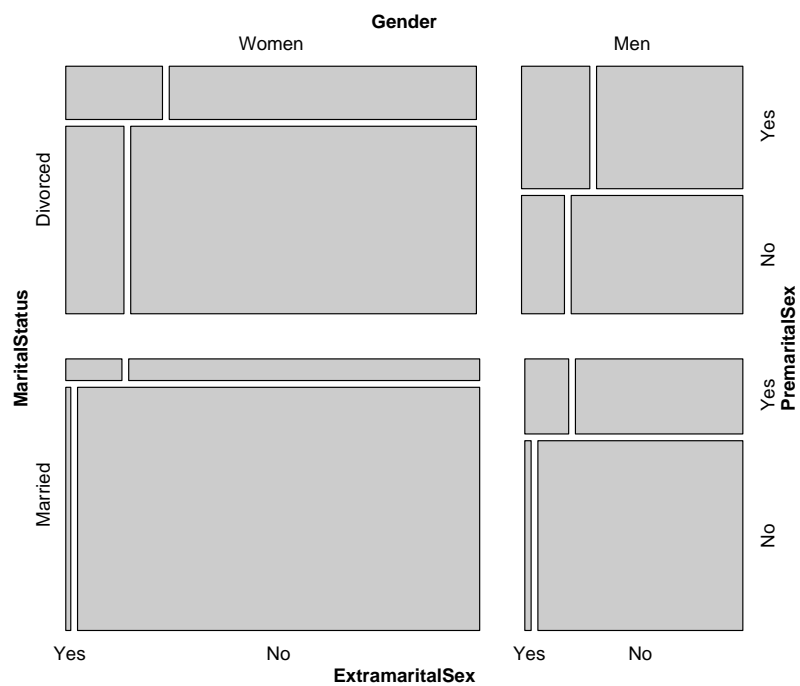 Gender
Women Men
Divorced
Married
MaritalStatus
Yes
No
Yes
No
PremaritalSex
Yes No Yes No
ExtramaritalSex